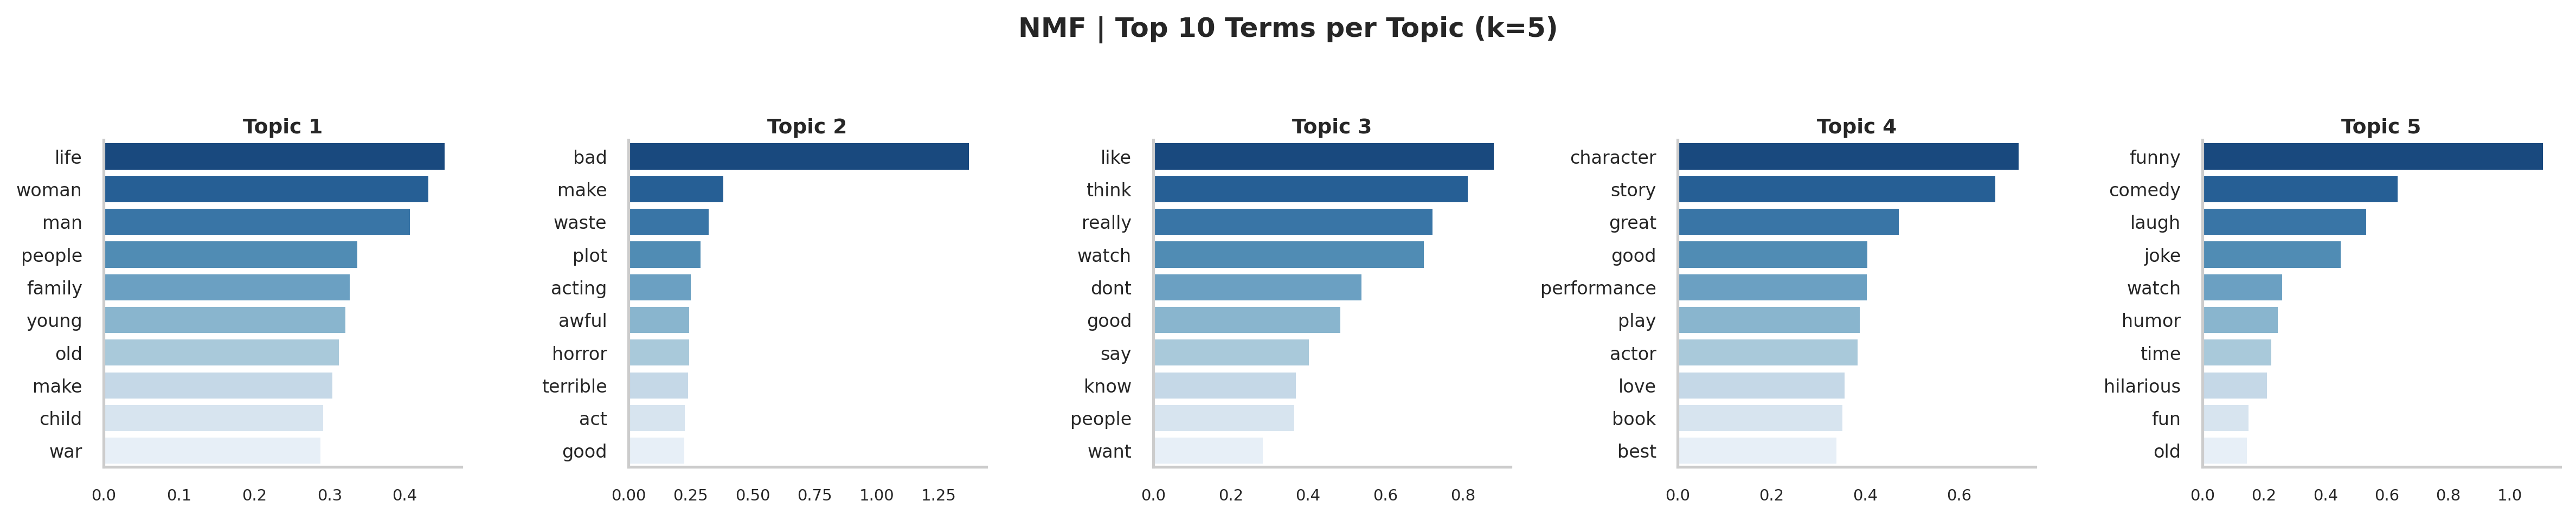 NMF | Top 10 Terms per Topic (k=5)
Topic 1
life
woman
man
people
family
young
old
make
child
war
0.0 0.1 0.2 0.3 0.4
Topic 2
bad
make
waste
plot
acting
awful
horror
terrible
act
good
0.00 0.25 0.50 0.75 1.00 1.25
Topic 3
like
think
really
watch
dont
good
say
know
people
want
0.0 0.2 0.4 0.6 0.8
Topic 4
character
story
great
good
performance
play
actor
love
book
best
0.0 0.2 0.4 0.6
Topic 5
funny
comedy
laugh
joke
watch
humor
time
hilarious
fun
old
0.0 0.2 0.4 0.6 0.8 1.0